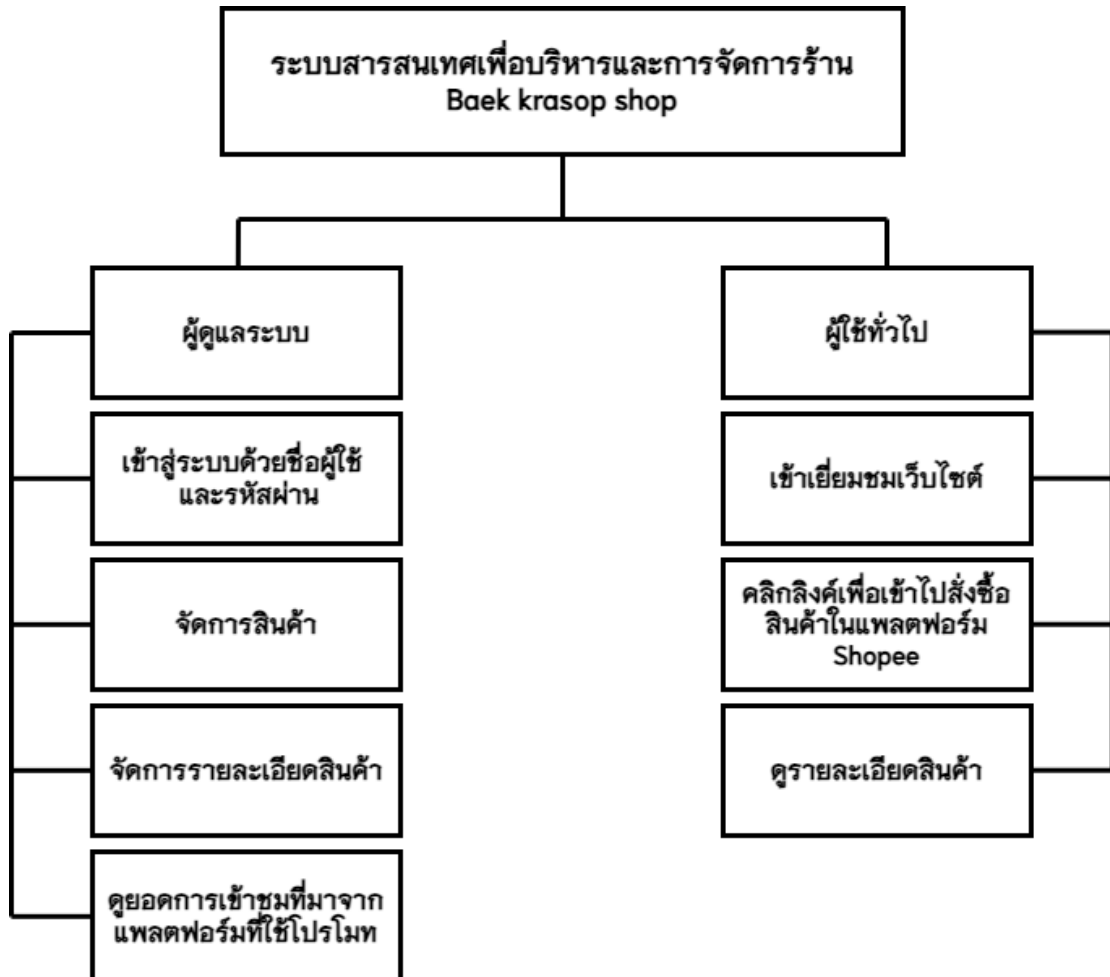 ระบบสารสนเทศเพื่อบริหารและการจัดการร้าน
Baek krasop shop
ผู้ดูแลระบบ
เข้าสู่ระบบด้วยชื่อผู้ใช้
และรหัสผ่าน
จัดการสินค้า
จัดการรายละเอียดสินค้า
ดูยอดการเข้าชมที่มาจาก
แพลตฟอร์มที่ใช้โปรโมท
ผู้ใช้ทั่วไป
เข้าเยี่ยมชมเว็บไซต์
คลิกลิงค์เพื่อเข้าไปสั่งซื้อ
สินค้าในแพลตฟอร์ม
Shopee
ดูรายละเอียดสินค้า